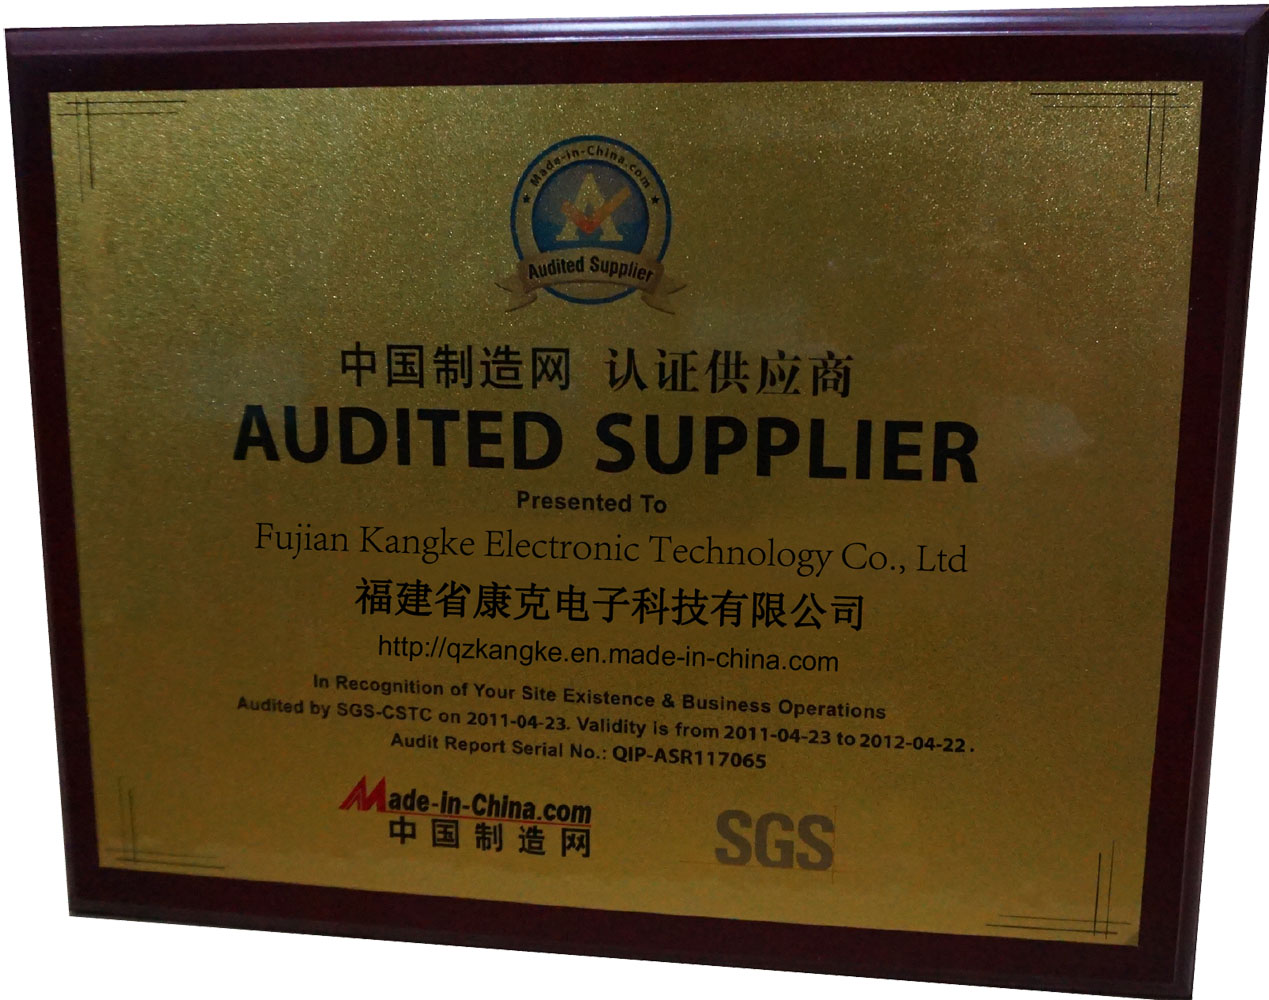 Made-in-China.com
Audited Supplier
中国制造网 认证供应商
AUDITED SUPPLIER
Presented To
Fujian Kangke Electronic Technology Co., Ltd
福建省康克电子科技有限公司
http://qzkangke.en.made-in-china.com
In Recognition of Your Site Existence & Business Operations
Audited by SGS-CSTC on 2011-04-23. Validity is from 2011-04-23 to 2012-04-22.
Audit Report Serial No.: QIP-ASR117065
Made-in-China.com
中国制造网
SGS